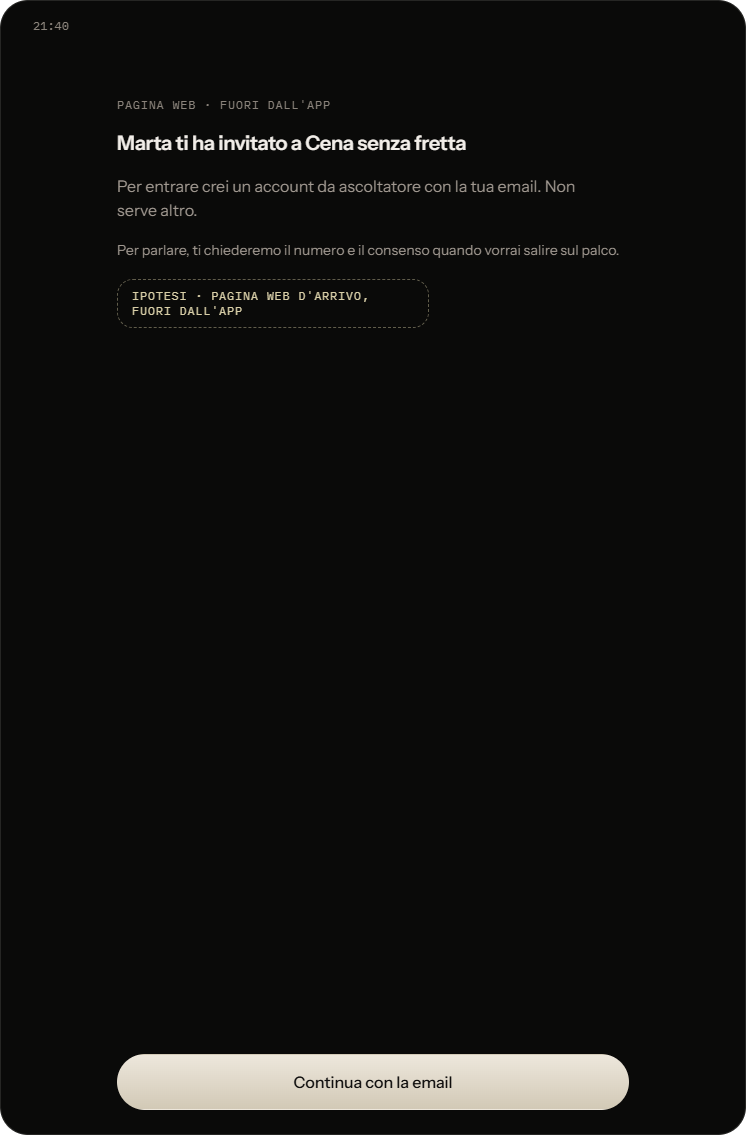 21:40
PAGINA WEB · FUORI DALL'APP
Marta ti ha invitato a Cena senza fretta
Per entrare crei un account da ascoltatore con la tua email. Non
serve altro.
Per parlare, ti chiederemo il numero e il consenso quando vorrai salire sul palco.
IPOTESI · PAGINA WEB D'ARRIVO,
FUORI DALL'APP
Continua con la email